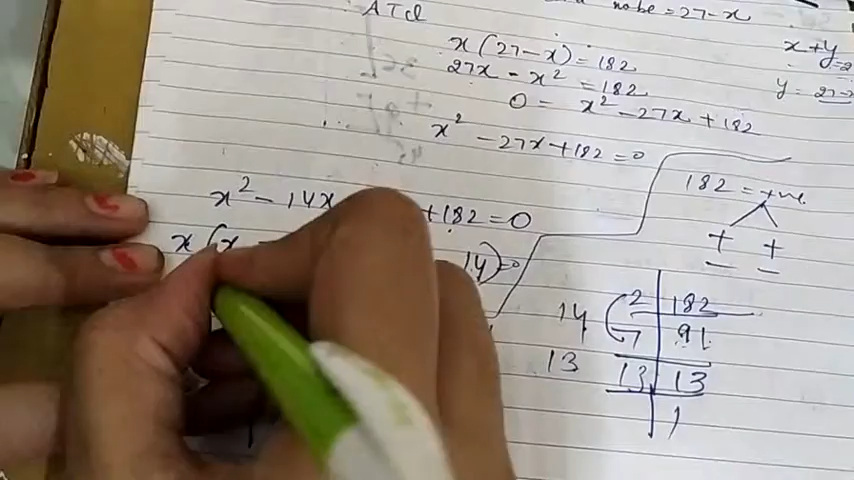 no be = 27-x
x(27-x) = 182
27x - x² = 182
0 = x² - 27x + 182
x² - 27x + 182 = 0
x² - 14x +182 = 0
x(x 14) = 0
x+y=2
y = 27-x
182 = +ve
+ +
- -
2 | 182
14 7 | 91
13 13 | 13
1